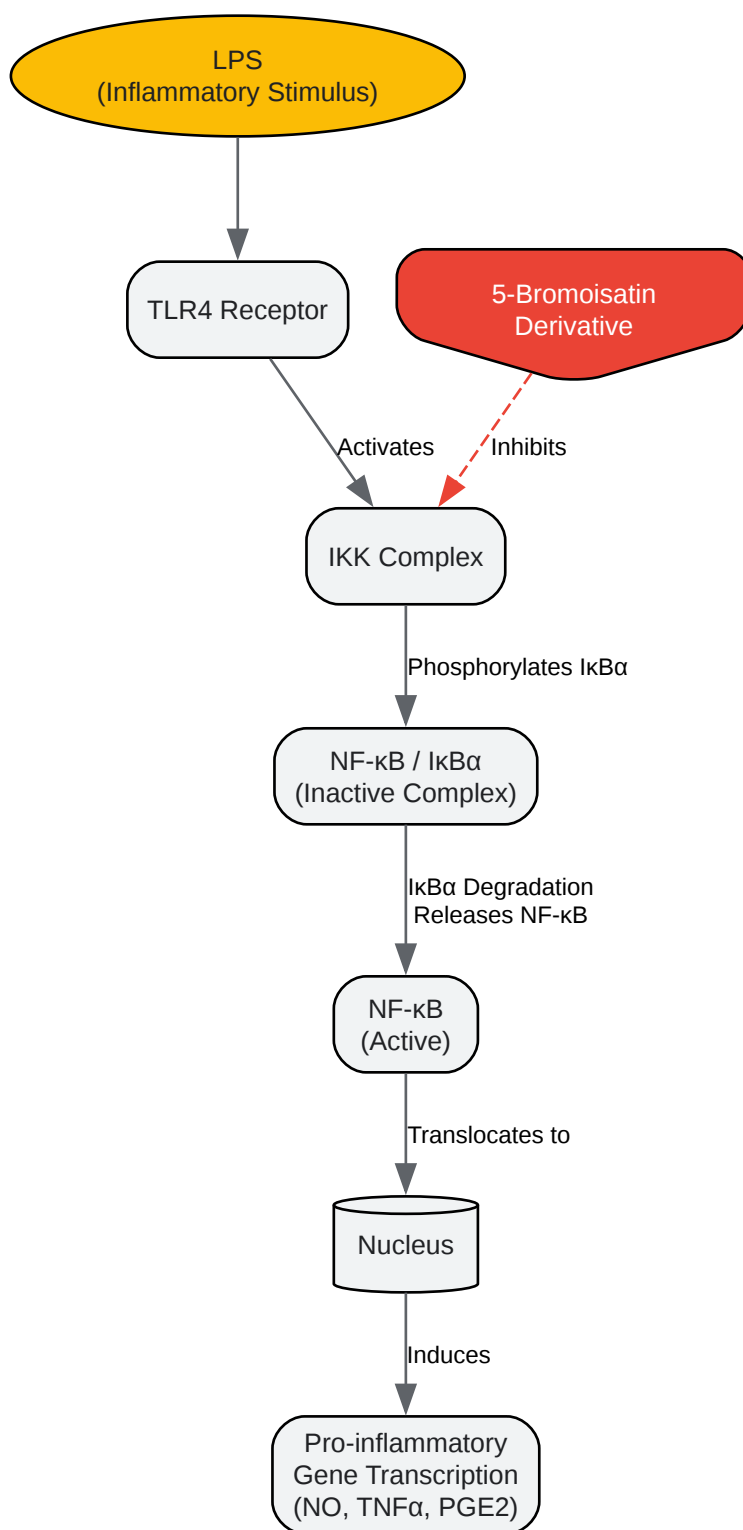 LPS
(Inflammatory Stimulus)
TLR4 Receptor
5-Bromoisatin
Derivative
Activates
Inhibits
IKK Complex
Phosphorylates IκBα
NF-κB / IκBα
(Inactive Complex)
IκBα Degradation
Releases NF-κB
NF-κB
(Active)
Translocates to
Nucleus
Induces
Pro-inflammatory
Gene Transcription
(NO, TNFα, PGE2)